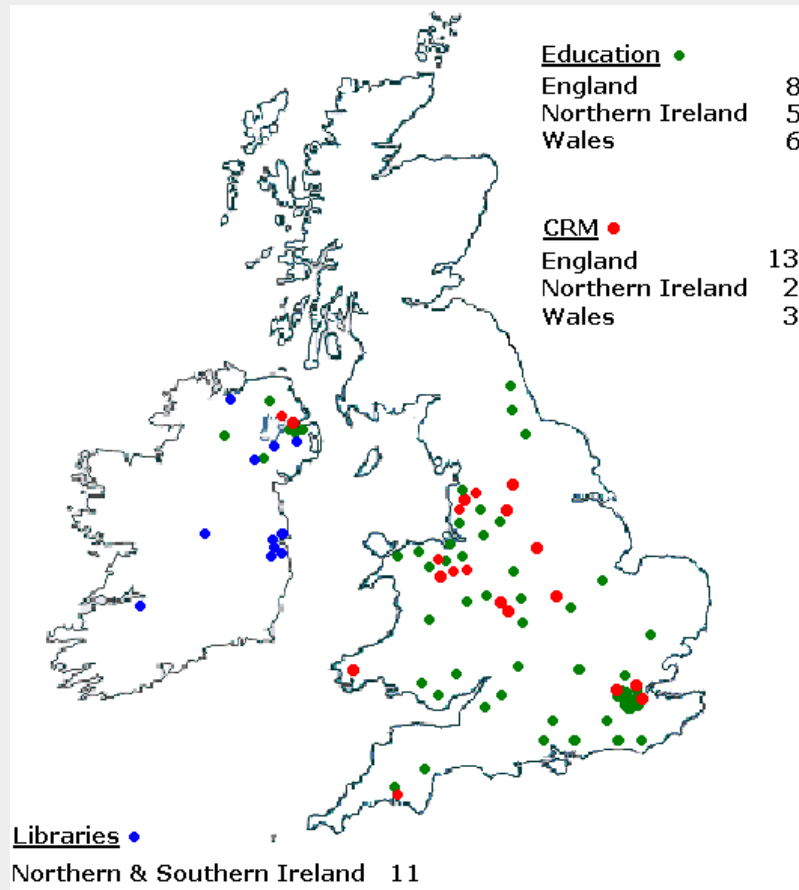 Education
England 8
Northern Ireland 5
Wales 6
CRM
England 13
Northern Ireland 2
Wales 3
Libraries
Northern & Southern Ireland 11